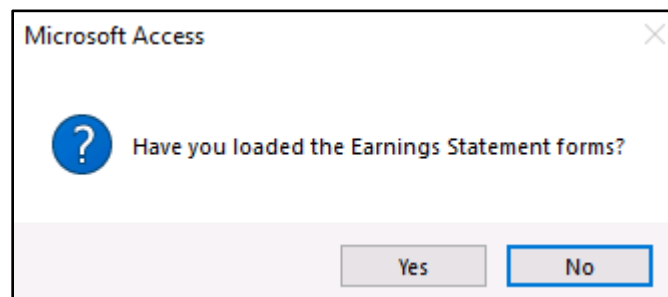 Microsoft Access
?
Have you loaded the Earnings Statement forms?
Yes No